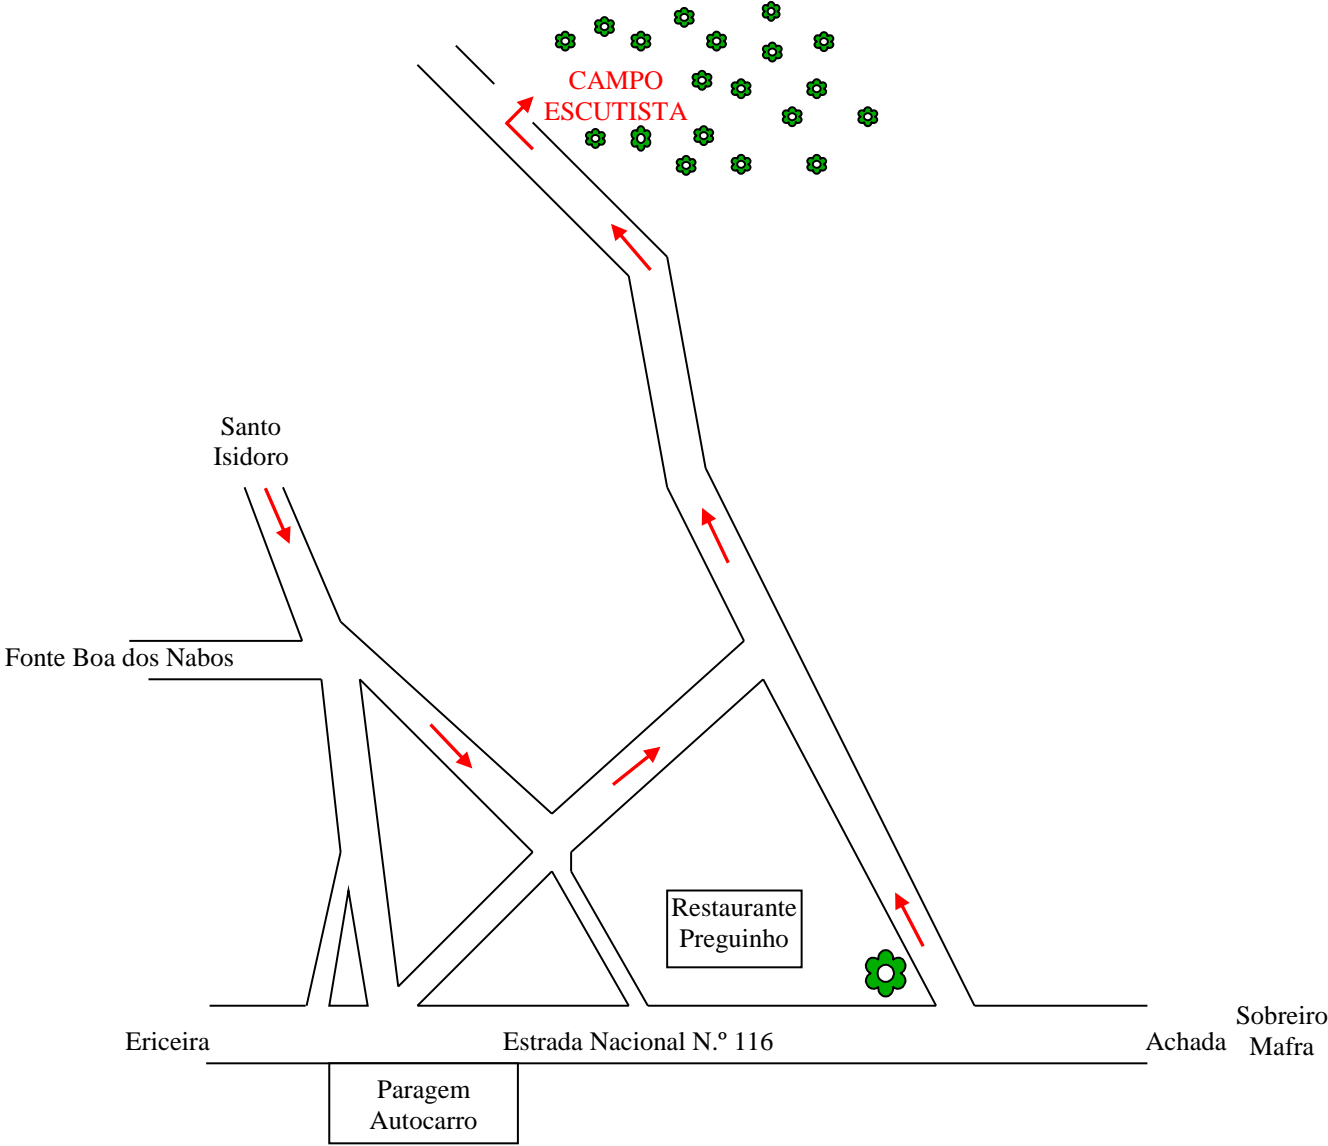 CAMPO
ESCUTISTA
Santo
Isidoro
Fonte Boa dos Nabos
Restaurante
Preguinho
Ericeira
Estrada Nacional N.º 116
Achada
Sobreiro
Mafra
Paragem
Autocarro